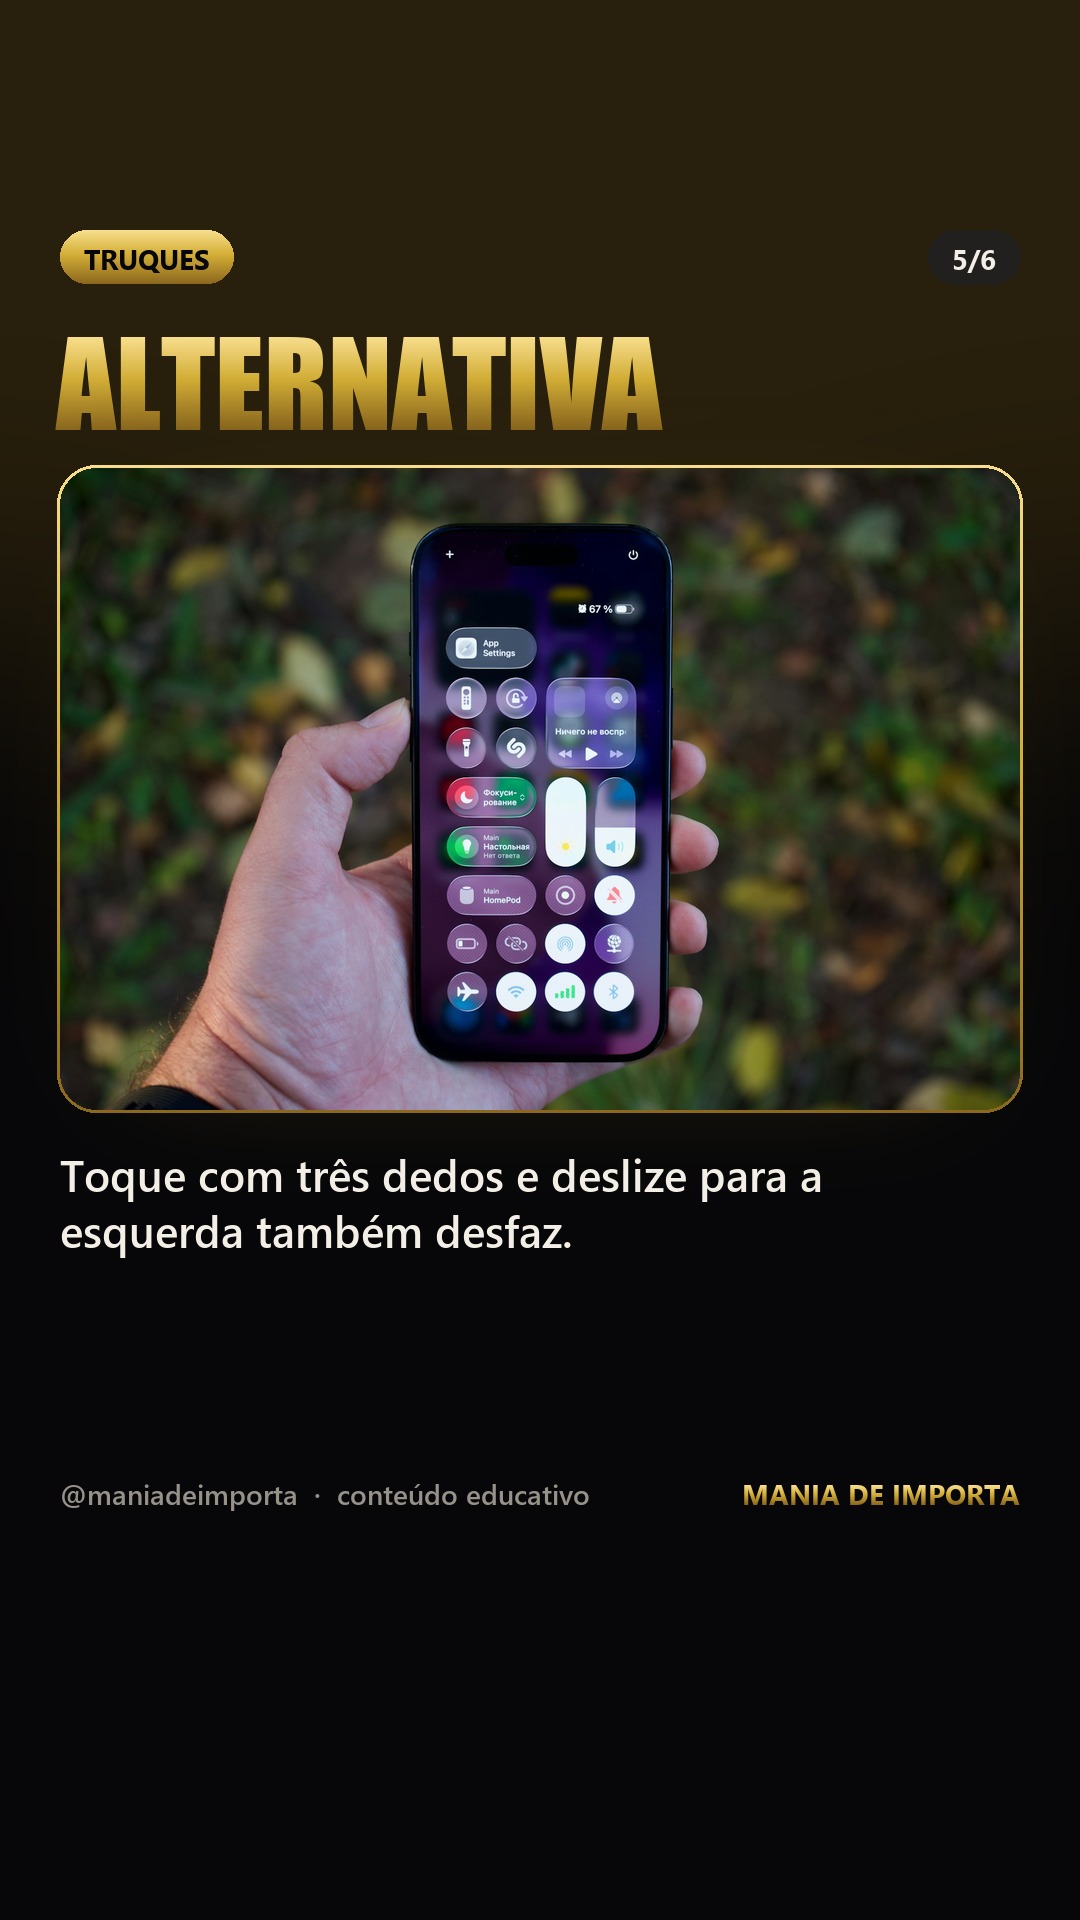 TRUQUES
5/6
ALTERNATIVA
67 %
App
Settings
Ничего не воспр
Фокуси-
рование
Main
Настольная
Нет ответа
Main
HomePod
Toque com três dedos e deslize para a
esquerda também desfaz.
@maniadeimporta · conteúdo educativo
MANIA DE IMPORTA